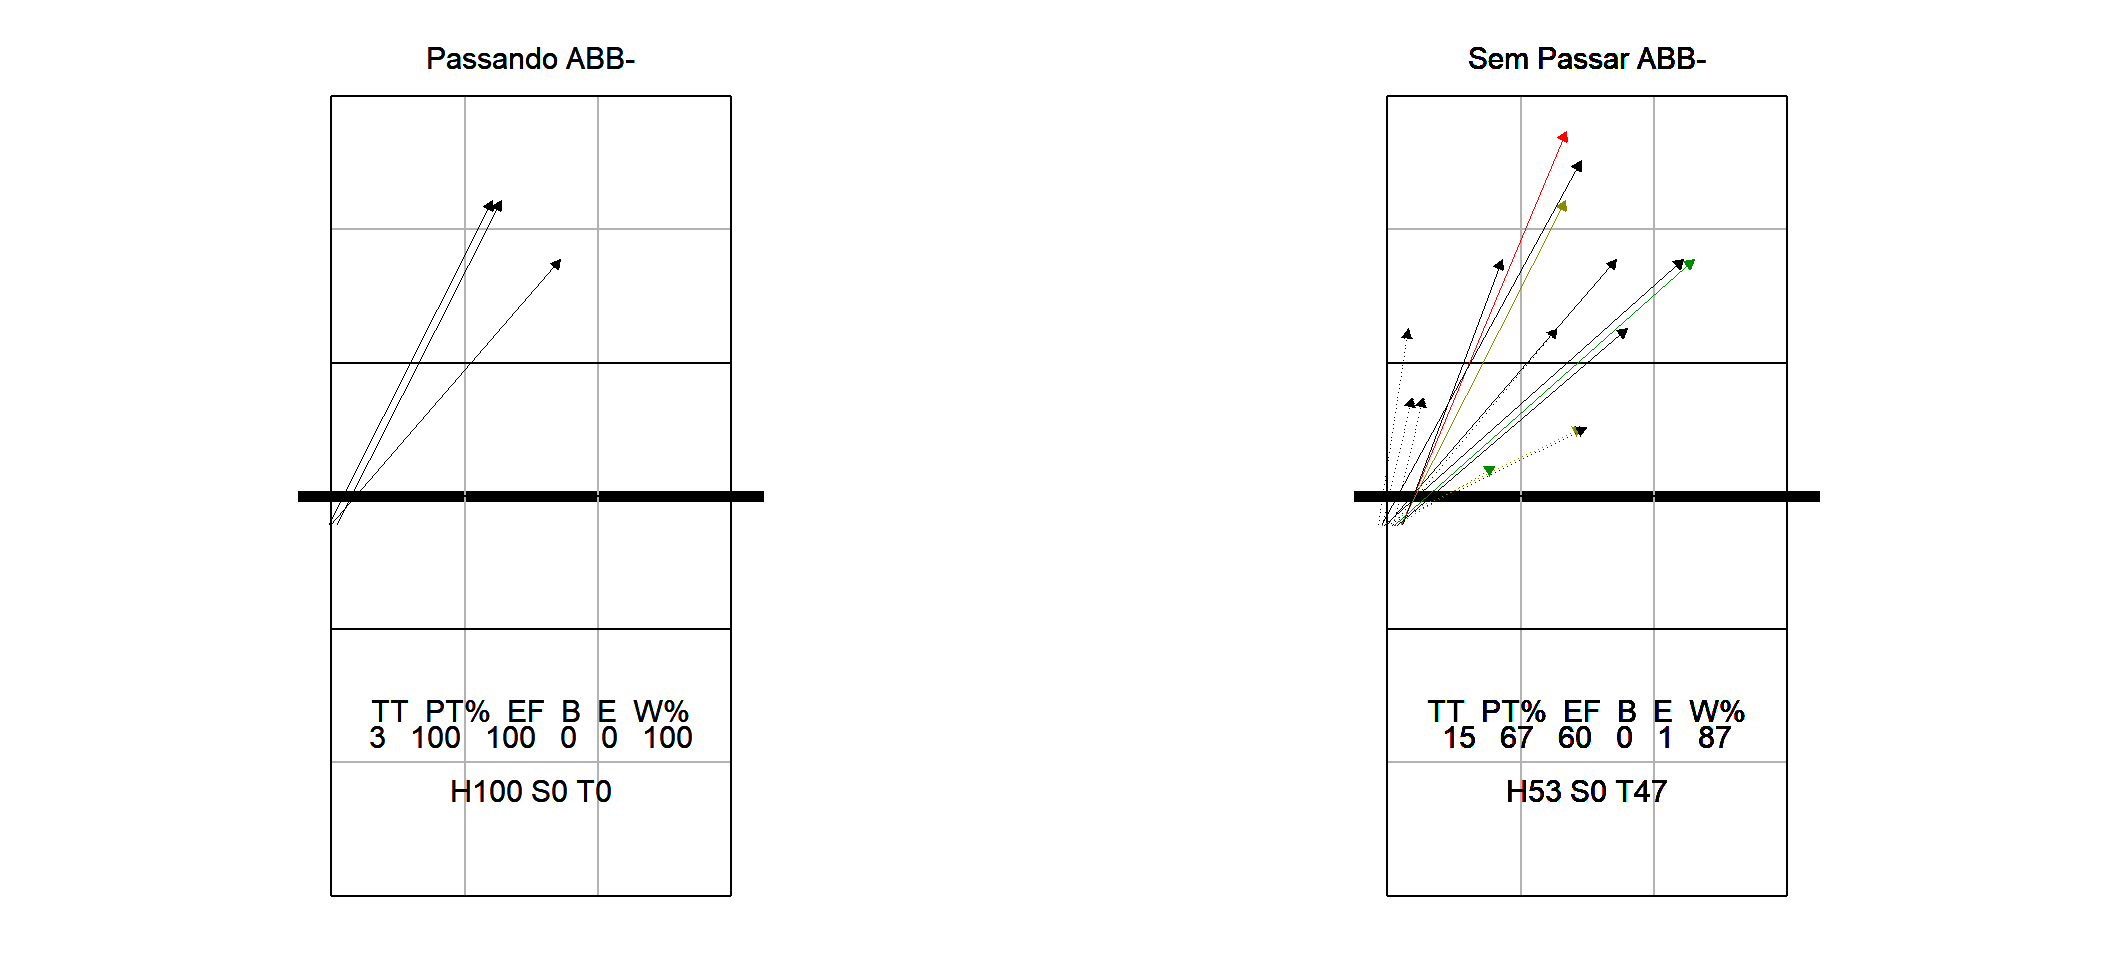 Passando ABB-
TT PT% EF B E W%
3 100 100 0 0 100
H100 S0 T0
Sem Passar ABB-
TT PT% EF B E W%
15 67 60 0 1 87
H53 S0 T47